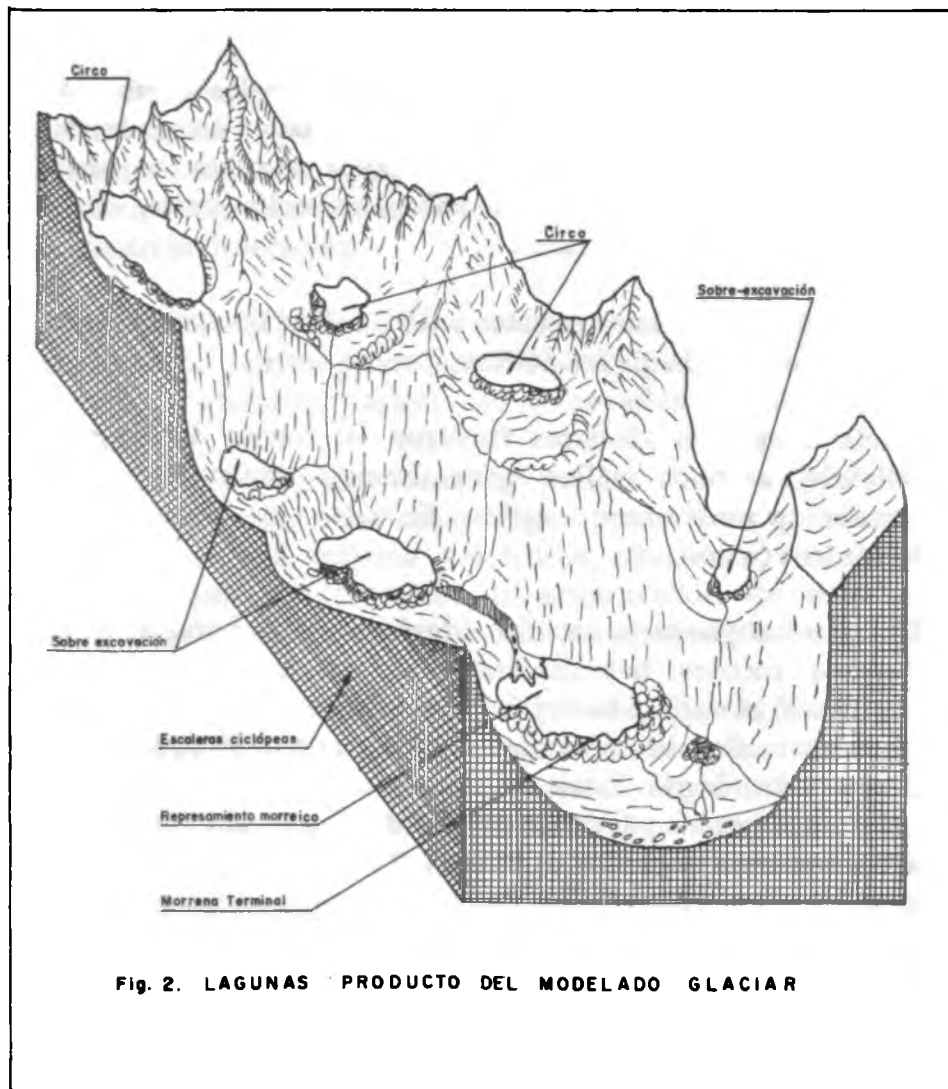 Circo
Circo
Sobre-excavación
Sobre excavación
Escaleras ciclópeas
Represamiento morreico
Morrena Terminal
Fig. 2. LAGUNAS PRODUCTO DEL MODELADO GLACIAR